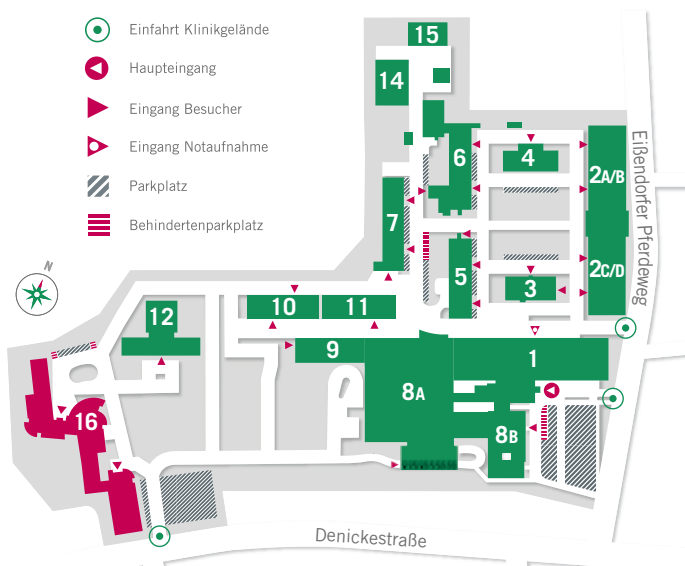 Einfahrt Klinikgelände
Haupteingang
Eingang Besucher
Eingang Notaufnahme
Parkplatz
Behindertenparkplatz
N
15
14
6
4
2A/B
Eißendorfer Pferdeweg
7
2C/D
5
3
10
11
12
9
1
8A
16
8B
Denickestraße